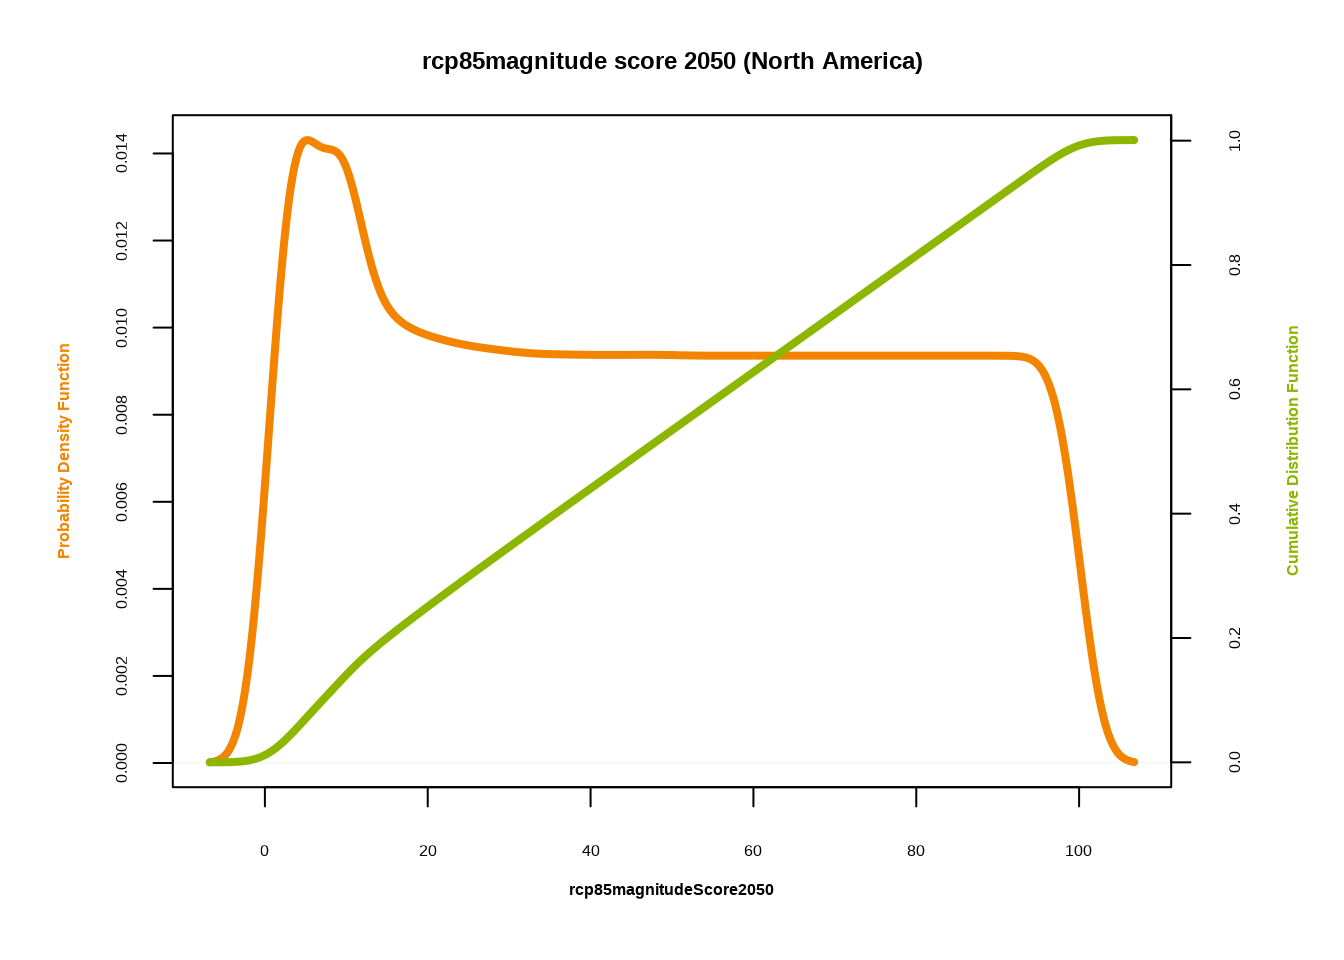 rcp85magnitude score 2050 (North America)
Probability Density Function
0.014
0.012
0.010
0.008
0.006
0.004
0.002
0.000
1.0
0.8
0.6
0.4
0.2
0.0
Cumulative Distribution Function
0 20 40 60 80 100
rcp85magnitudeScore2050